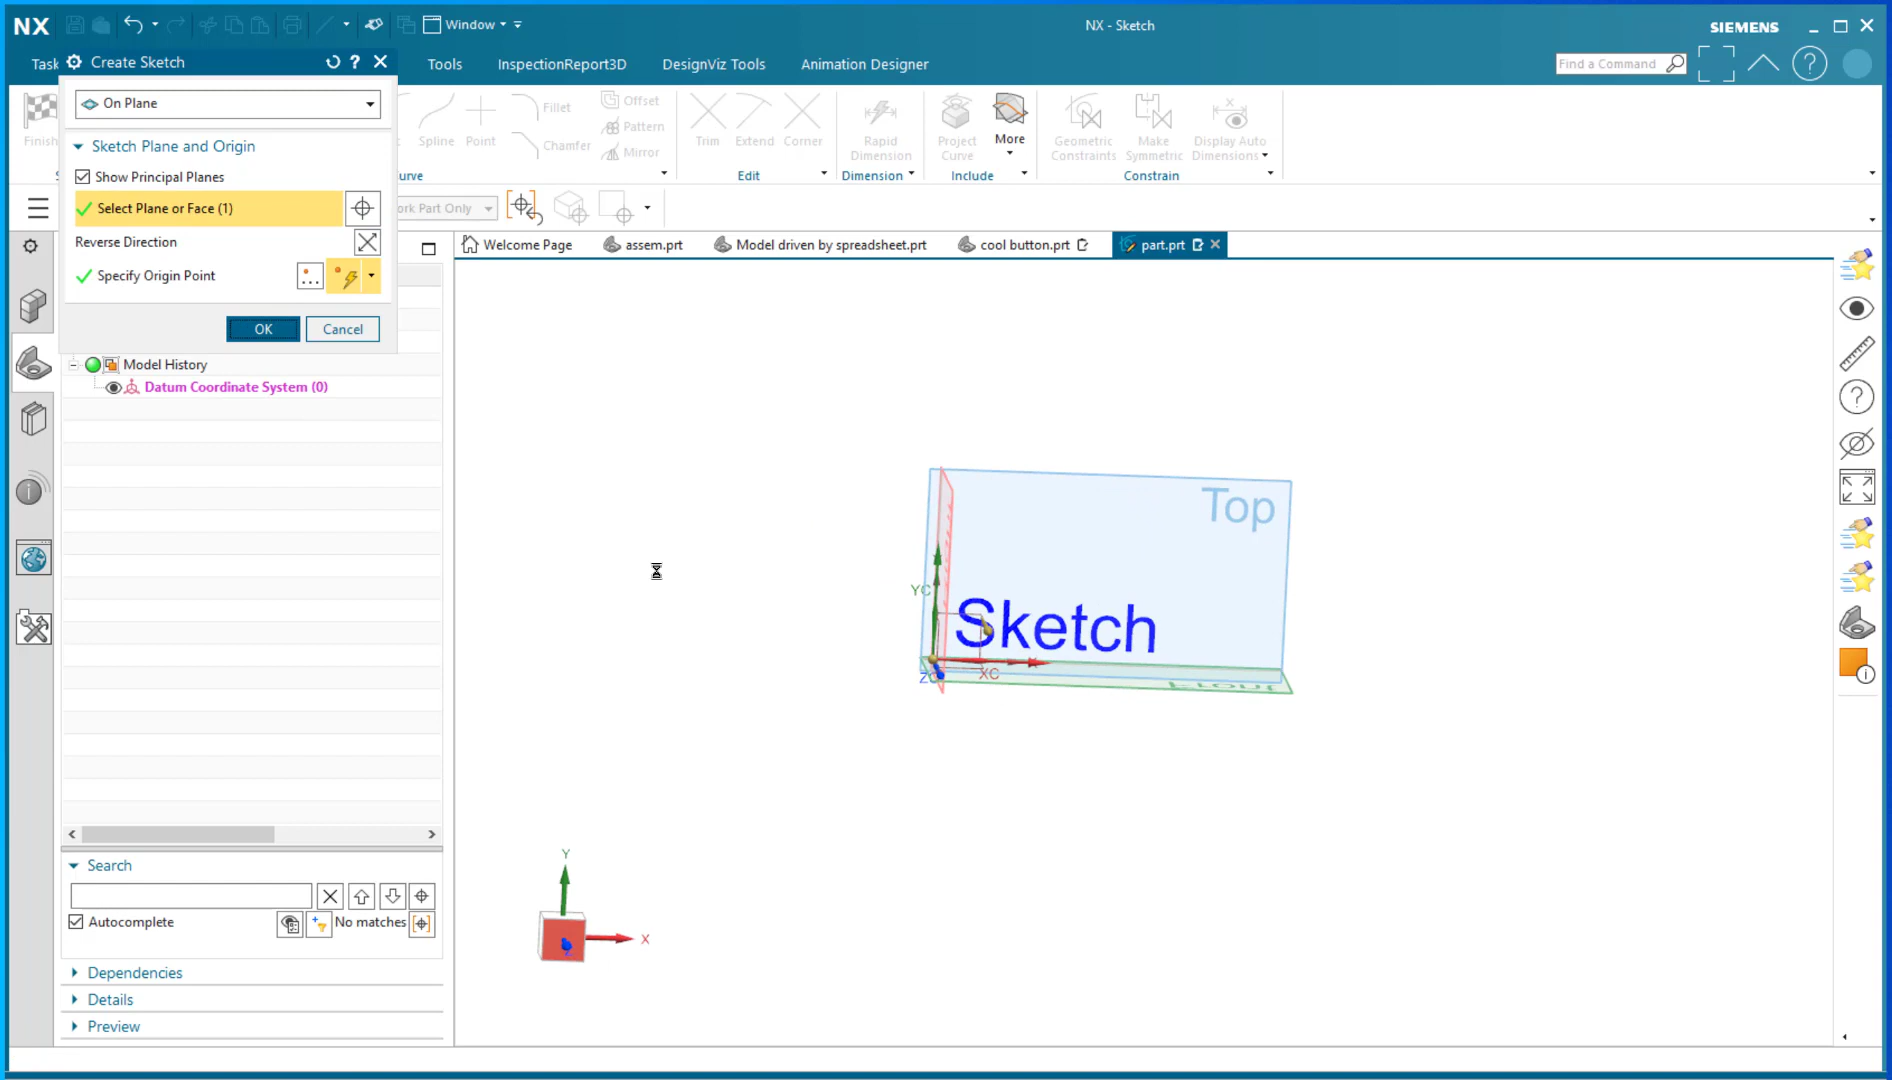 NX
Window
NX - Sketch
SIEMENS
Task
Create Sketch
Tools
InspectionReport3D
DesignViz Tools
Animation Designer
Find a Command
On Plane
Sketch Plane and Origin
Show Principal Planes
Select Plane or Face (1)
Reverse Direction
Specify Origin Point
OK
Cancel
Finish
Spline
Point
Fillet
Chamfer
Offset
Pattern
Mirror
urve
Trim
Extend
Corner
Edit
Rapid
Dimension
Dimension
Project
Curve
More
Include
Geometric
Constraints
Make
Symmetric
Display Auto
Dimensions
Constrain
ork Part Only
Welcome Page
assem.prt
Model driven by spreadsheet.prt
cool button.prt
part.prt
Model History
Datum Coordinate System (0)
Top
YC
Sketch
ZC
XC
Front
Y
X
Z
Search
Autocomplete
No matches
Dependencies
Details
Preview